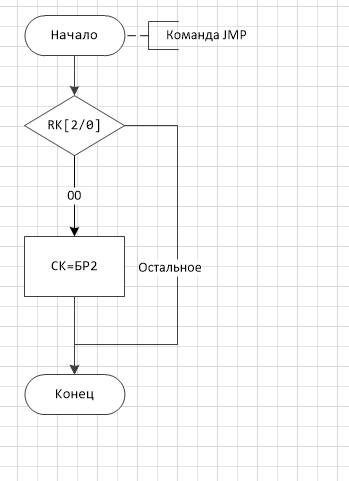 Начало
Команда JMP
RK[2/0]
00
СК=БР2
Остальное
Конец